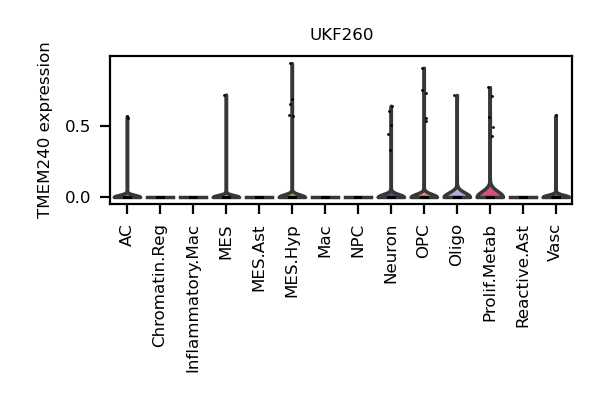 UKF260
TMEM240 expression
0.5
0.0
AC
Chromatin.Reg
Inflammatory.Mac
MES
MES.Ast
MES.Hyp
Mac
NPC
Neuron
OPC
Oligo
Prolif.Metab
Reactive.Ast
Vasc